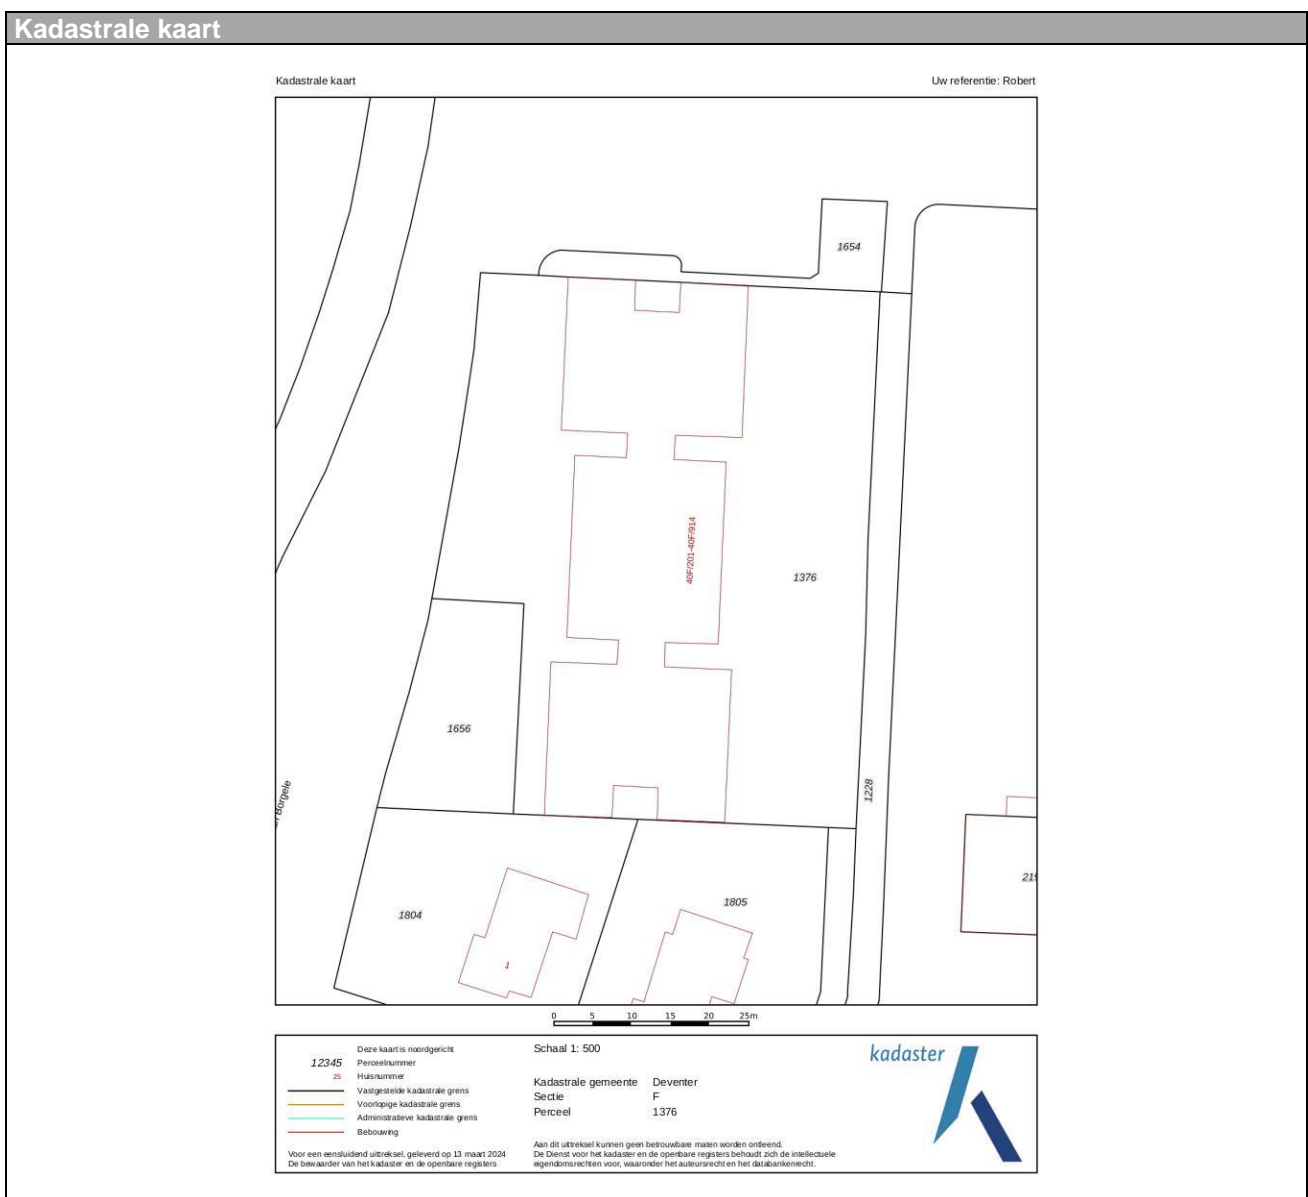 Kadastrale kaart
Kadastrale kaart
Uw referentie: Robert
1654
40F/201-40F/914
1376
1656
1228
Borgele
1804
1805
1
0 5 10 15 20 25m
Deze kaart is noordgericht
12345 Perceelnummer
25 Huisnummer
Vastgestelde kadastrale grens
Voorlopige kadastrale grens
Administratieve kadastrale grens
Bebouwing
Voor een eensluidend uittreksel, geleverd op 13 maart 2024
De bewaarder van het kadaster en de openbare registers
Schaal 1: 500
Kadastrale gemeente Deventer
Sectie F
Perceel 1376
Aan dit uittreksel kunnen geen betrouwbare maten worden ontleend.
De Dienst voor het kadaster en de openbare registers behoudt zich de intellectuele
eigendomsrechten voor, waaronder het auteursrecht en het databankenrecht.
kadaster